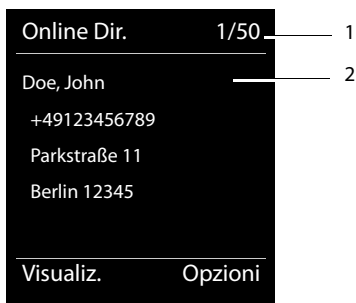 Online Dir. 1/50 1
2
Doe, John
+49123456789
Parkstraße 11
Berlin 12345
Visualiz. Opzioni